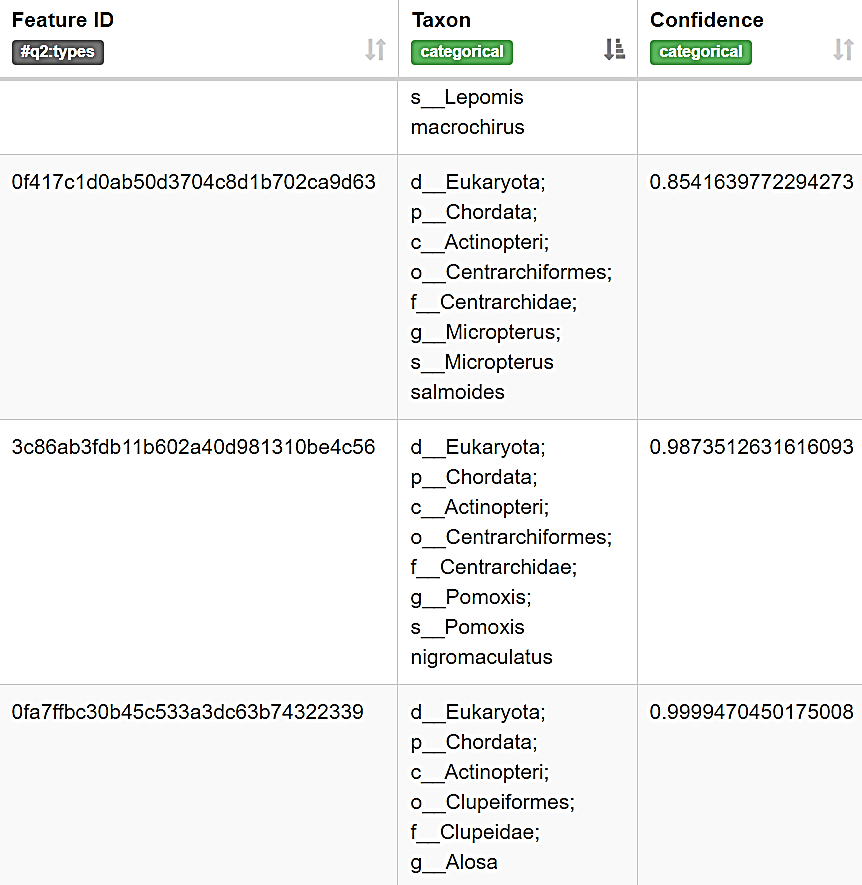 Feature ID Taxon Confidence
#q2:types categorical categorical
s__Lepomis
macrochirus
0f417c1d0ab50d3704c8d1b702ca9d63 d__Eukaryota; 0.8541639772294273
p__Chordata;
c__Actinopteri;
o__Centrarchiformes;
f__Centrarchidae;
g__Micropterus;
s__Micropterus
salmoides
3c86ab3fdb11b602a40d981310be4c56 d__Eukaryota; 0.9873512631616093
p__Chordata;
c__Actinopteri;
o__Centrarchiformes;
f__Centrarchidae;
g__Pomoxis;
s__Pomoxis
nigromaculatus
0fa7ffbc30b45c533a3dc63b74322339 d__Eukaryota; 0.9999470450175008
p__Chordata;
c__Actinopteri;
o__Clupeiformes;
f__Clupeidae;
g__Alosa